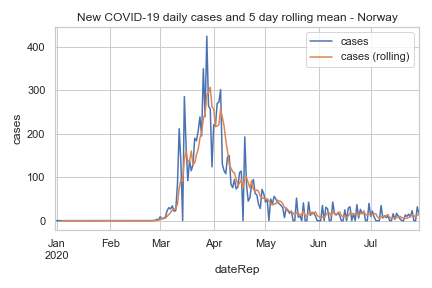 New COVID-19 daily cases and 5 day rolling mean - Norway
cases
cases (rolling)
400
300
200
100
0
cases
Jan Feb Mar Apr May Jun Jul
2020
dateRep